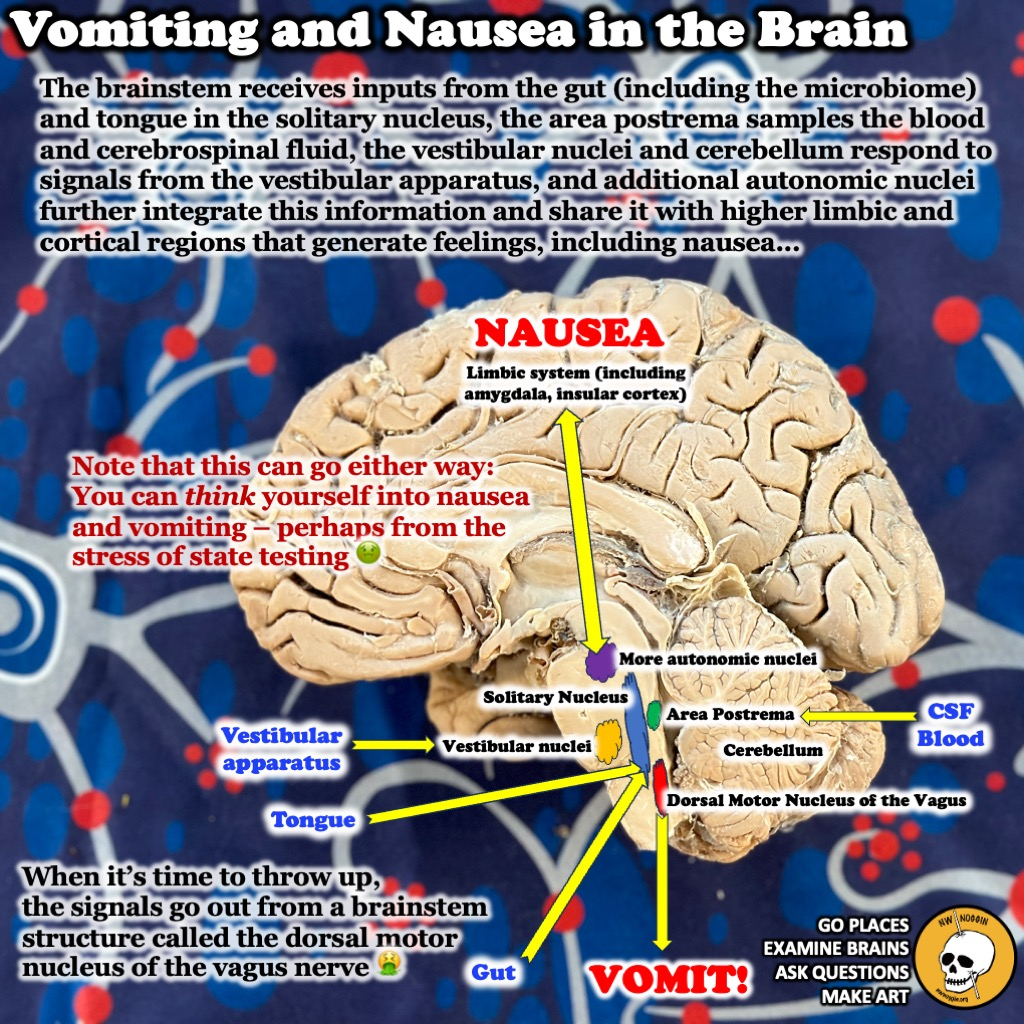 Vomiting and Nausea in the Brain
The brainstem receives inputs from the gut (including the microbiome)
and tongue in the solitary nucleus, the area postrema samples the blood
and cerebrospinal fluid, the vestibular nuclei and cerebellum respond to
signals from the vestibular apparatus, and additional autonomic nuclei
further integrate this information and share it with higher limbic and
cortical regions that generate feelings, including nausea...
NAUSEA
Limbic system (including
amygdala, insular cortex)
Note that this can go either way:
You can think yourself into nausea
and vomiting – perhaps from the
stress of state testing 🤢
More autonomic nuclei
Solitary Nucleus
Area Postrema
CSF
Blood
Vestibular
apparatus
Vestibular nuclei
Cerebellum
Tongue
Dorsal Motor Nucleus of the Vagus
When it’s time to throw up,
the signals go out from a brainstem
structure called the dorsal motor
nucleus of the vagus nerve 🤮
Gut
VOMIT!
GO PLACES
EXAMINE BRAINS
ASK QUESTIONS
MAKE ART
NW NOGGIN
nwnoggin.org